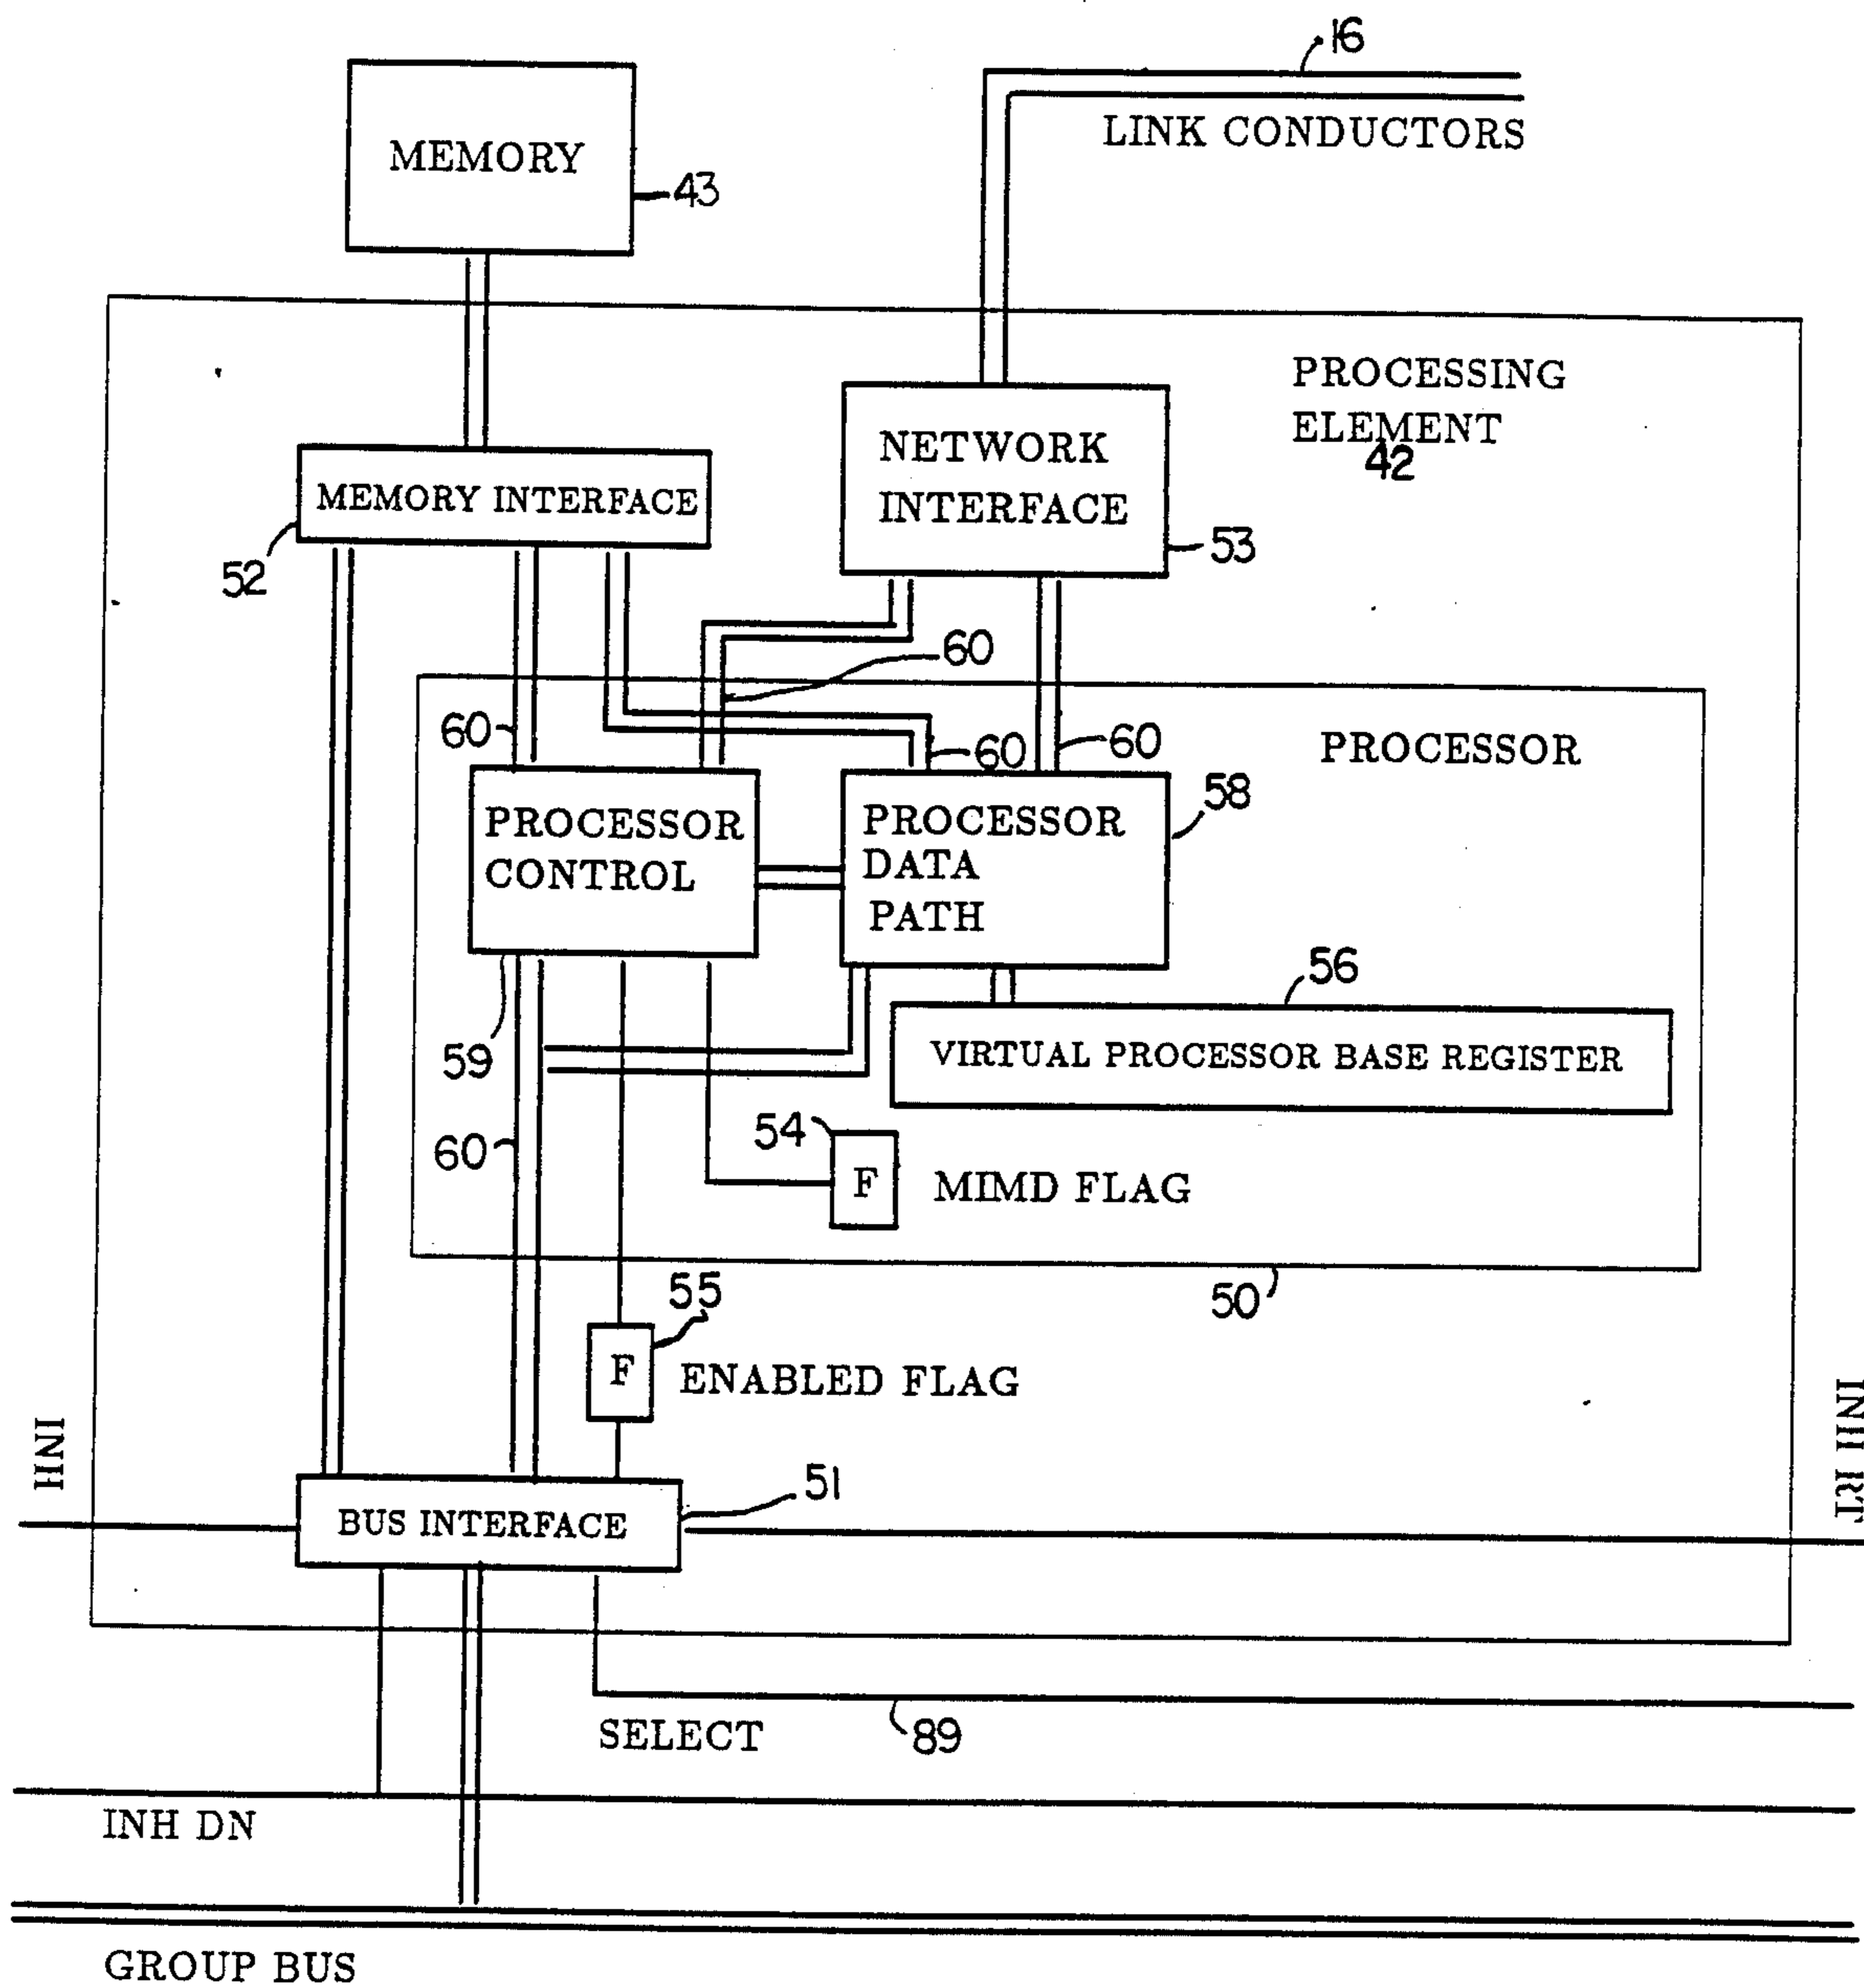 16
LINK CONDUCTORS
MEMORY
43
PROCESSING
ELEMENT
42
NETWORK
INTERFACE
53
MEMORY INTERFACE
52
60
60
60
60
PROCESSOR
58
PROCESSOR
CONTROL
PROCESSOR
DATA
PATH
59
56
VIRTUAL PROCESSOR BASE REGISTER
60
54
F
MIMD FLAG
50
55
F
ENABLED FLAG
INH
INH RT
BUS INTERFACE
51
SELECT
89
INH DN
GROUP BUS